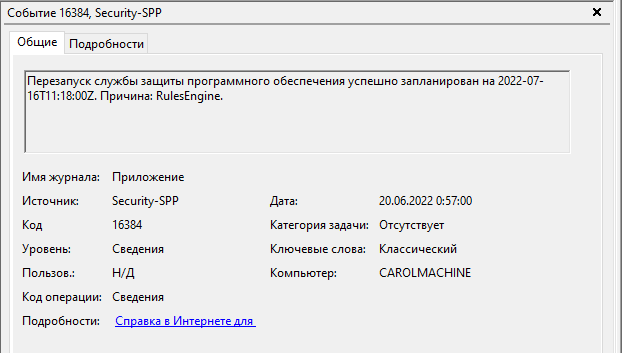 Событие 16384, Security-SPP
Общие Подробности
Перезапуск службы защиты программного обеспечения успешно запланирован на 2022-07-
16T11:18:00Z. Причина: RulesEngine.
Имя журнала: Приложение
Источник: Security-SPP Дата: 20.06.2022 0:57:00
Код 16384 Категория задачи: Отсутствует
Уровень: Сведения Ключевые слова: Классический
Пользов.: Н/Д Компьютер: CAROLMACHINE
Код операции: Сведения
Подробности: Справка в Интернете для